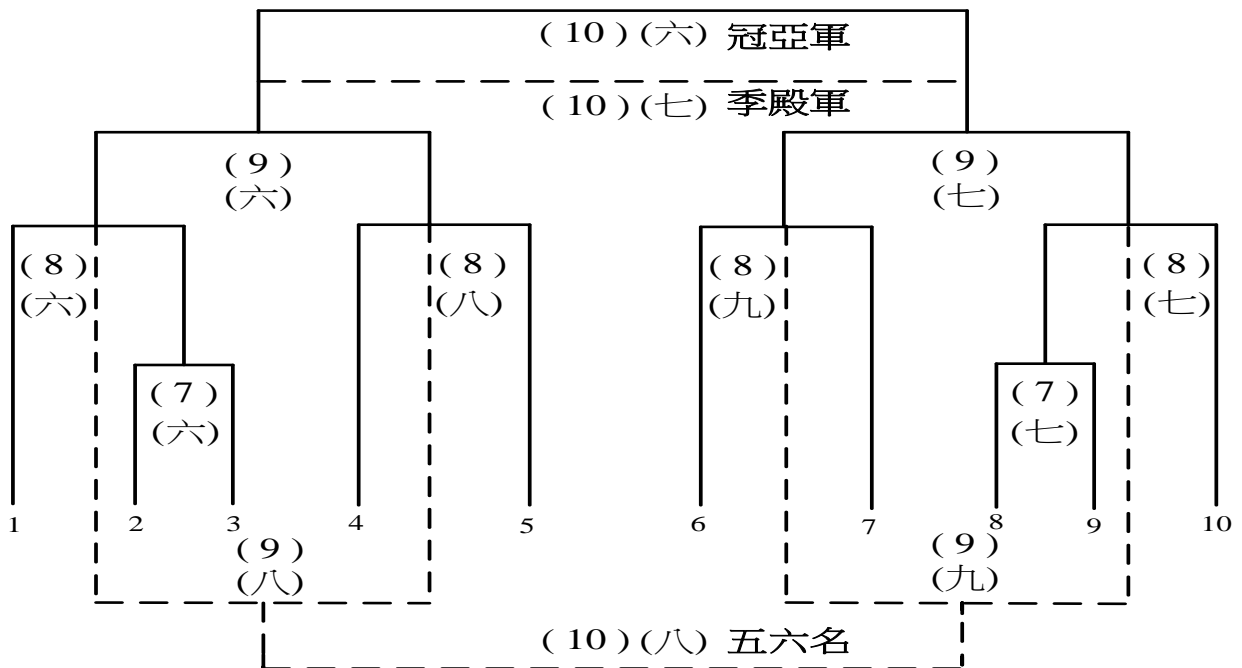 ( 10 ) (六) 冠亞軍
( 10 ) (七) 季殿軍
( 9 )
(六)
( 9 )
(七)
( 8 )
(六)
( 8 )
(八)
( 8 )
(九)
( 8 )
(七)
( 7 )
(六)
( 7 )
(七)
1 2 3 4 5 6 7 8 9 10
( 9 )
(八)
( 9 )
(九)
( 10 ) (八) 五六名